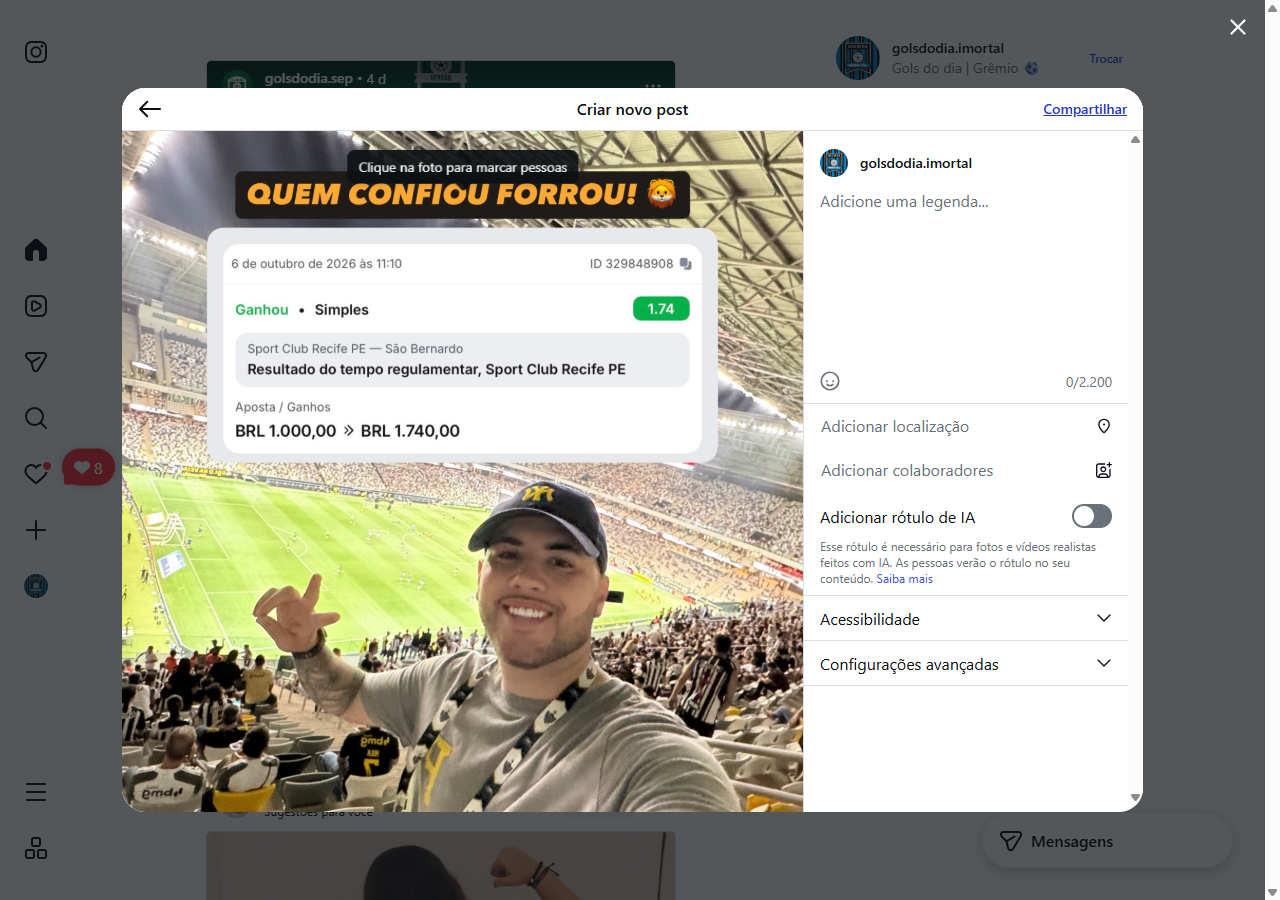 golsdodia.sep • 4 d
VERDÃO
golsdodia.imortal
Gols do dia | Grêmio
Trocar
Criar novo post
Compartilhar
Clique na foto para marcar pessoas
QUEM CONFIOU FORROU! 🦁
6 de outubro de 2026 às 11:10
ID 329848908
Ganhou • Simples
1.74
Sport Club Recife PE — São Bernardo
Resultado do tempo regulamentar, Sport Club Recife PE
Aposta / Ganhos
BRL 1.000,00 » BRL 1.740,00
golsdodia.imortal
Adicione uma legenda...
0/2.200
Adicionar localização
Adicionar colaboradores
Adicionar rótulo de IA
Esse rótulo é necessário para fotos e vídeos realistas
feitos com IA. As pessoas verão o rótulo no seu
conteúdo. Saiba mais
Acessibilidade
Configurações avançadas
8
Sugestões para você
Mensagens